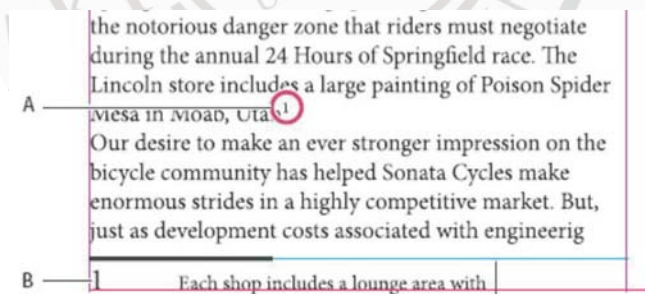 the notorious danger zone that riders must negotiate
during the annual 24 Hours of Springfield race. The
Lincoln store includes a large painting of Poison Spider
A
Mesa in Moab, Utah.1
Our desire to make an ever stronger impression on the
bicycle community has helped Sonata Cycles make
enormous strides in a highly competitive market. But,
just as development costs associated with engineerig
B
1 Each shop includes a lounge area with